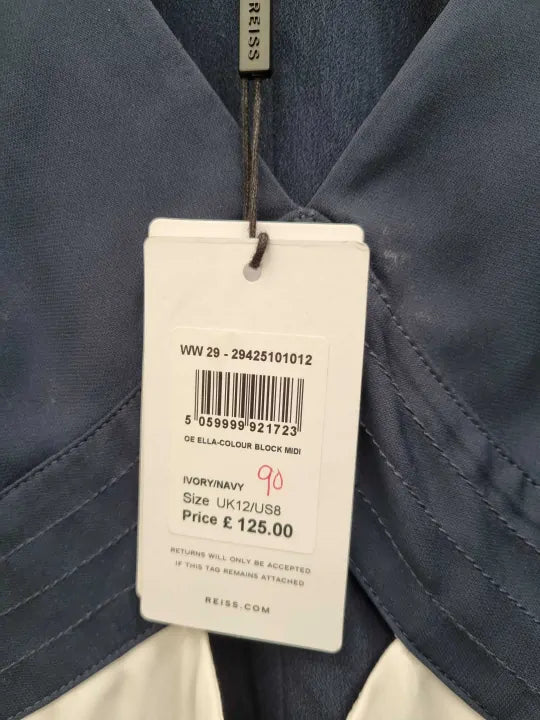 REISS
WW 29 - 29425101012
5 059999 921723
OE ELLA-COLOUR BLOCK MIDI
90
IVORY/NAVY
Size UK12/US8
Price £ 125.00
RETURNS WILL ONLY BE ACCEPTED
IF THIS TAG REMAINS ATTACHED
REISS.COM